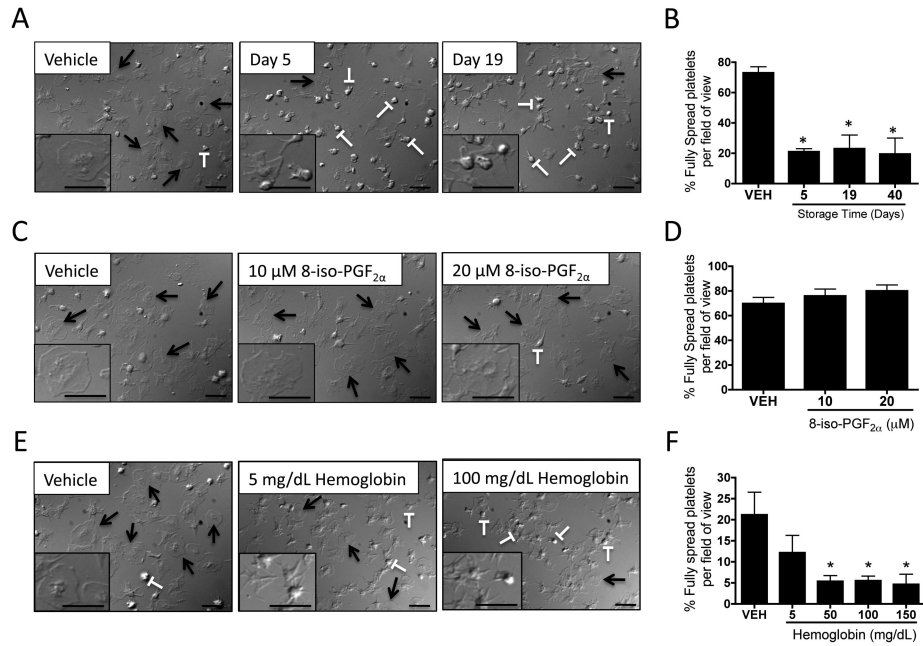 A
Vehicle
Day 5
Day 19
B
% Fully Spread platelets
per field of view
80
60
40
20
0
VEH
5
19
40
*
*
*
Storage Time (Days)
C
Vehicle
10 µM 8-iso-PGF2α
20 µM 8-iso-PGF2α
D
% Fully Spread platelets
per field of view
100
80
60
40
20
0
VEH
10
20
8-iso-PGF2α (µM)
E
Vehicle
5 mg/dL Hemoglobin
100 mg/dL Hemoglobin
F
% Fully spread platelets
per field of view
30
25
20
15
10
5
0
VEH
5
50
100
150
*
*
*
Hemoglobin (mg/dL)